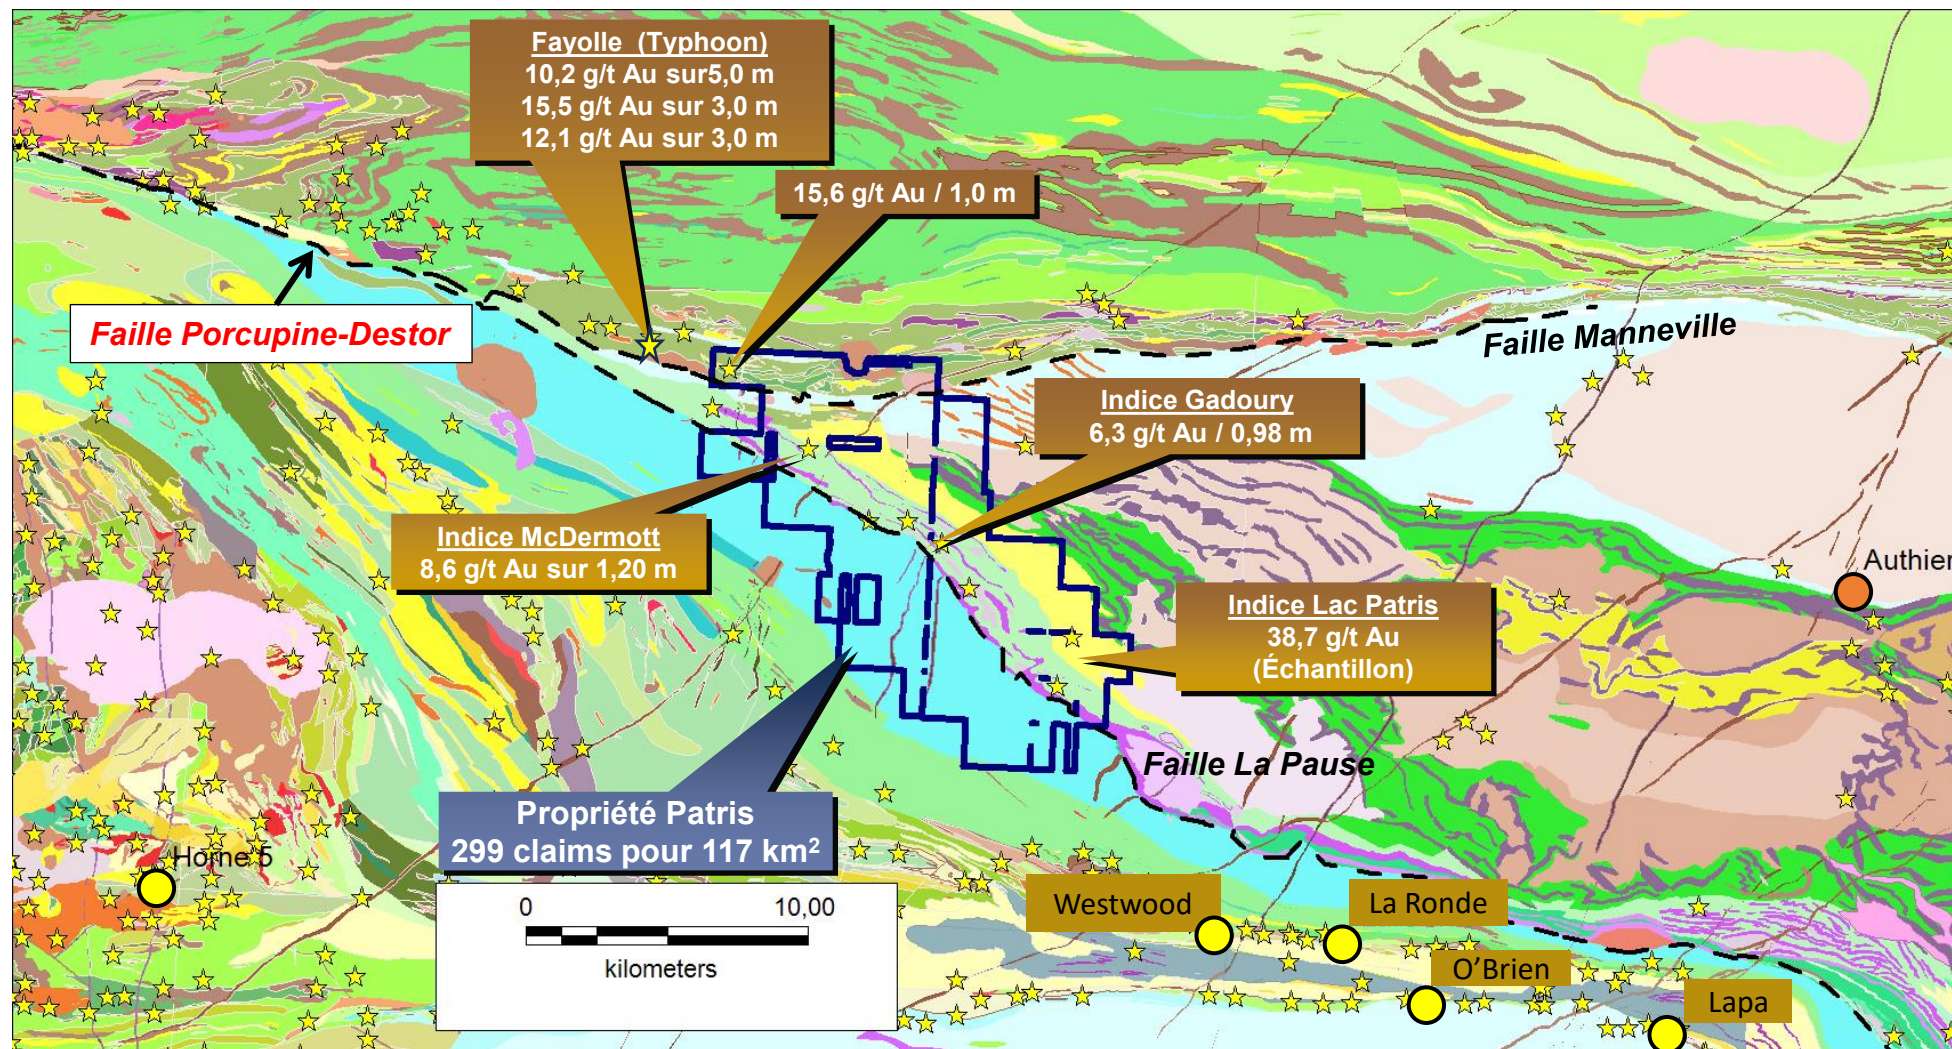 Fayolle (Typhoon)
10,2 g/t Au sur5,0 m
15,5 g/t Au sur 3,0 m
12,1 g/t Au sur 3,0 m
15,6 g/t Au / 1,0 m
Faille Porcupine-Destor
Faille Manneville
Indice Gadoury
6,3 g/t Au / 0,98 m
Indice McDermott
8,6 g/t Au sur 1,20 m
Authier
Indice Lac Patris
38,7 g/t Au
(Échantillon)
Faille La Pause
Propriété Patris
299 claims pour 117 km²
Horne 5
0 10,00
kilometers
Westwood
La Ronde
O’Brien
Lapa